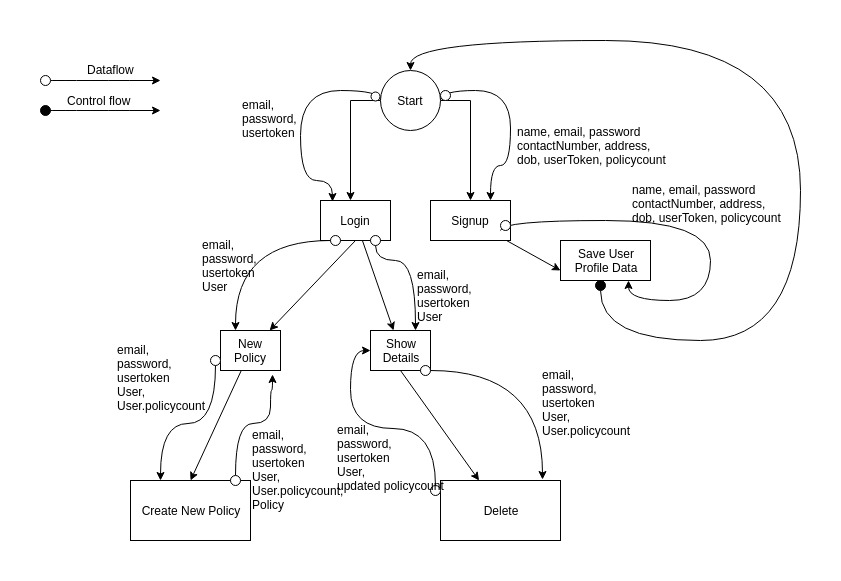 Dataflow
Control flow
Start
email,
password,
usertoken
name, email, password
contactNumber, address,
dob, userToken, policycount
name, email, password
contactNumber, address,
dob, userToken, policycount
Login
Signup
Save User
Profile Data
email,
password,
usertoken
User
email,
password,
usertoken
User
New
Policy
Show
Details
email,
password,
usertoken
User,
User.policycount
email,
password,
usertoken
User,
User.policycount
email,
password,
usertoken
User,
User.policycount,
Policy
email,
password,
usertoken
User,
updated policycount
Create New Policy
Delete